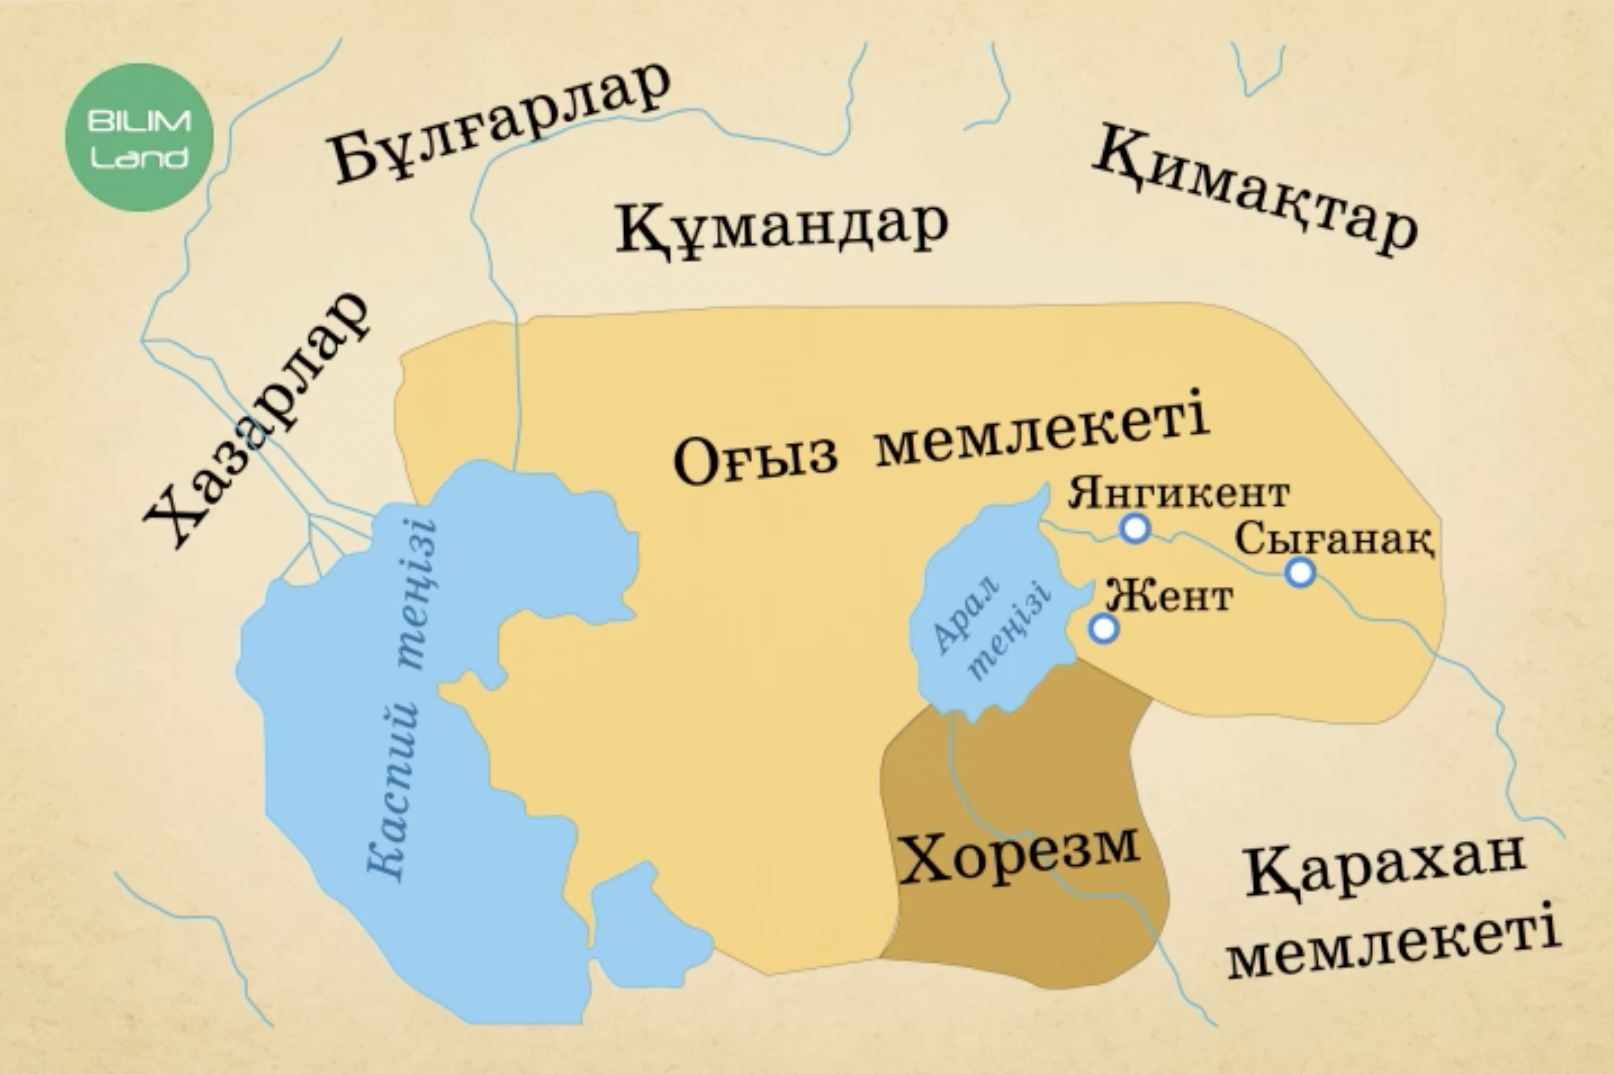 BILIM
Land
Бұлғарлар
Қимақтар
Құмандар
Хазарлар
Оғыз мемлекеті
Янгикент
Сығанақ
Жент
Арал
теңізі
Каспий теңізі
Хорезм
Қарахан
мемлекеті